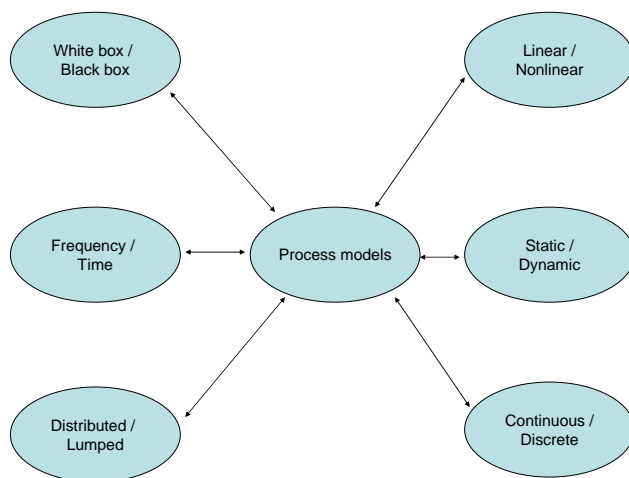 White box /
Black box
Linear /
Nonlinear
Frequency /
Time
Process models
Static /
Dynamic
Distributed /
Lumped
Continuous /
Discrete